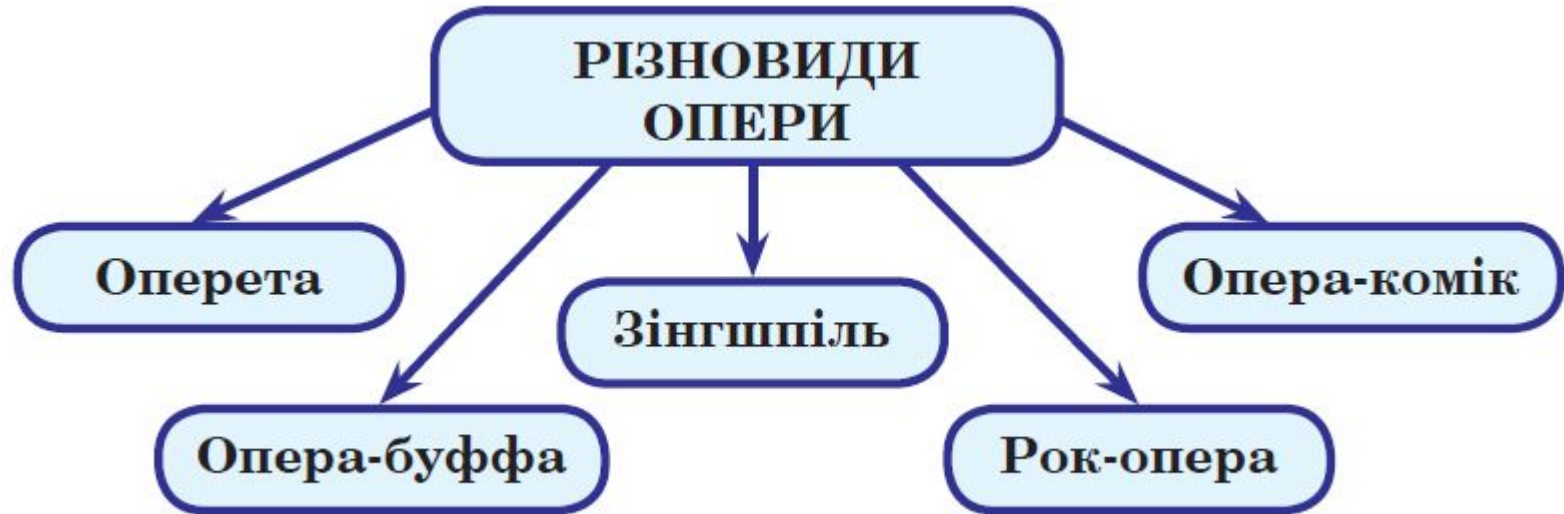 РІЗНОВИДИ
ОПЕРИ
Оперета
Опера-комік
Зінгшпіль
Опера-буффа
Рок-опера